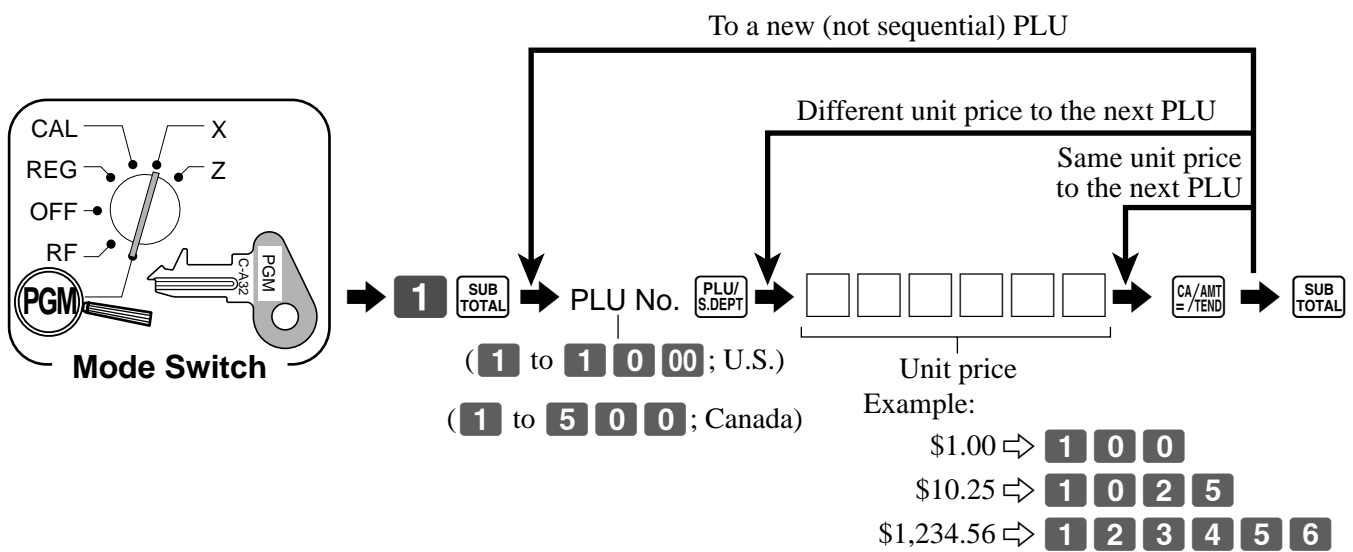 To a new (not sequential) PLU
Different unit price to the next PLU
Same unit price
to the next PLU
CAL
X
REG
Z
OFF
RF
PGM
PGM
C-A32
Mode Switch
1 SUB TOTAL PLU No. PLU/ S.DEPT CA/AMT =/TEND SUB TOTAL
(1 to 1 0 00; U.S.)
(1 to 5 0 0; Canada)
Unit price
Example:
$1.00 ⇨ 1 0 0
$10.25 ⇨ 1 0 2 5
$1,234.56 ⇨ 1 2 3 4 5 6